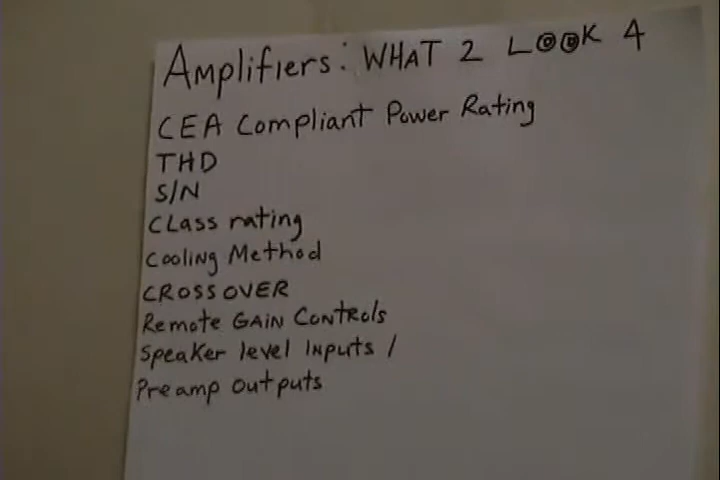 Amplifiers: WHAT 2 LOOK 4
CEA Compliant Power Rating
THD
S/N
CLass rating
Cooling Method
CROSSOVER
Remote GAIN Controls
Speaker level Inputs /
Preamp Outputs